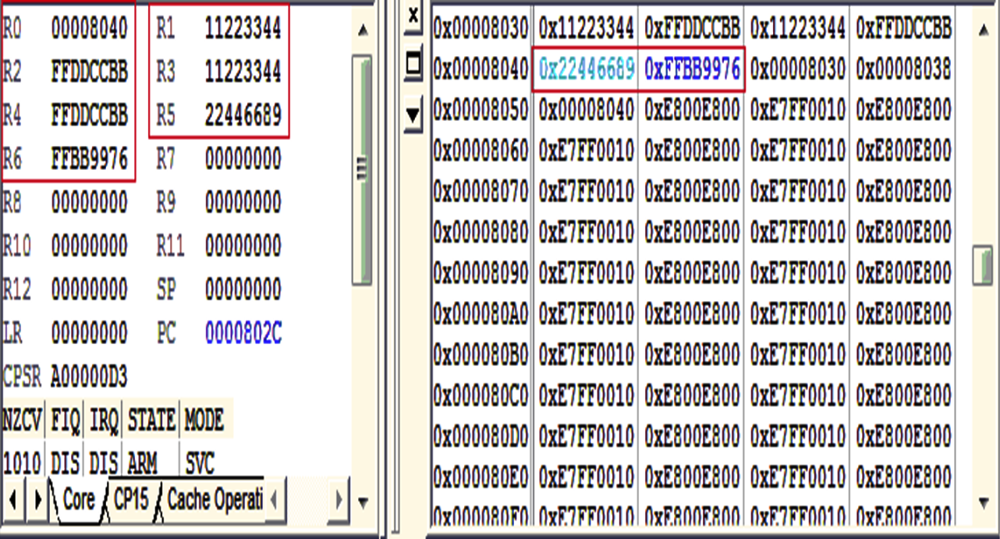 R0 00008040 R1 11223344
R2 FFDDCCBB R3 11223344
R4 FFDDCCBB R5 22446689
R6 FFBB9976 R7 00000000
R8 00000000 R9 00000000
R10 00000000 R11 00000000
R12 00000000 SP 00000000
LR 00000000 PC 0000802C
CPSR A00000D3
NZCV FIQ IRQ STATE MODE
1010 DIS DIS ARM SVC
Core CP15 Cache Operati
0x00008030 0x11223344 0xFFDDCCBB 0x11223344 0xFFDDCCBB
0x00008040 0x22446689 0xFFBB9976 0x00008030 0x00008038
0x00008050 0x00008040 0xE800E800 0xE7FF0010 0xE800E800
0x00008060 0xE7FF0010 0xE800E800 0xE7FF0010 0xE800E800
0x00008070 0xE7FF0010 0xE800E800 0xE7FF0010 0xE800E800
0x00008080 0xE7FF0010 0xE800E800 0xE7FF0010 0xE800E800
0x00008090 0xE7FF0010 0xE800E800 0xE7FF0010 0xE800E800
0x000080A0 0xE7FF0010 0xE800E800 0xE7FF0010 0xE800E800
0x000080B0 0xE7FF0010 0xE800E800 0xE7FF0010 0xE800E800
0x000080C0 0xE7FF0010 0xE800E800 0xE7FF0010 0xE800E800
0x000080D0 0xE7FF0010 0xE800E800 0xE7FF0010 0xE800E800
0x000080E0 0xE7FF0010 0xE800E800 0xE7FF0010 0xE800E800
0x000080F0 0xE7FF0010 0xE800E800 0xE7FF0010 0xE800E800